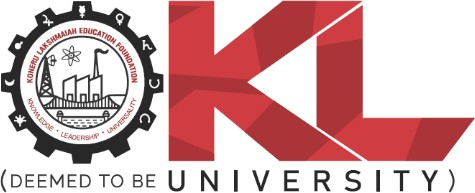 KONERU LAKSHMAIAH EDUCATION FOUNDATION
KNOWLEDGE • LEADERSHIP • UNIVERSALITY
KL
(DEEMED TO BE UNIVERSITY)